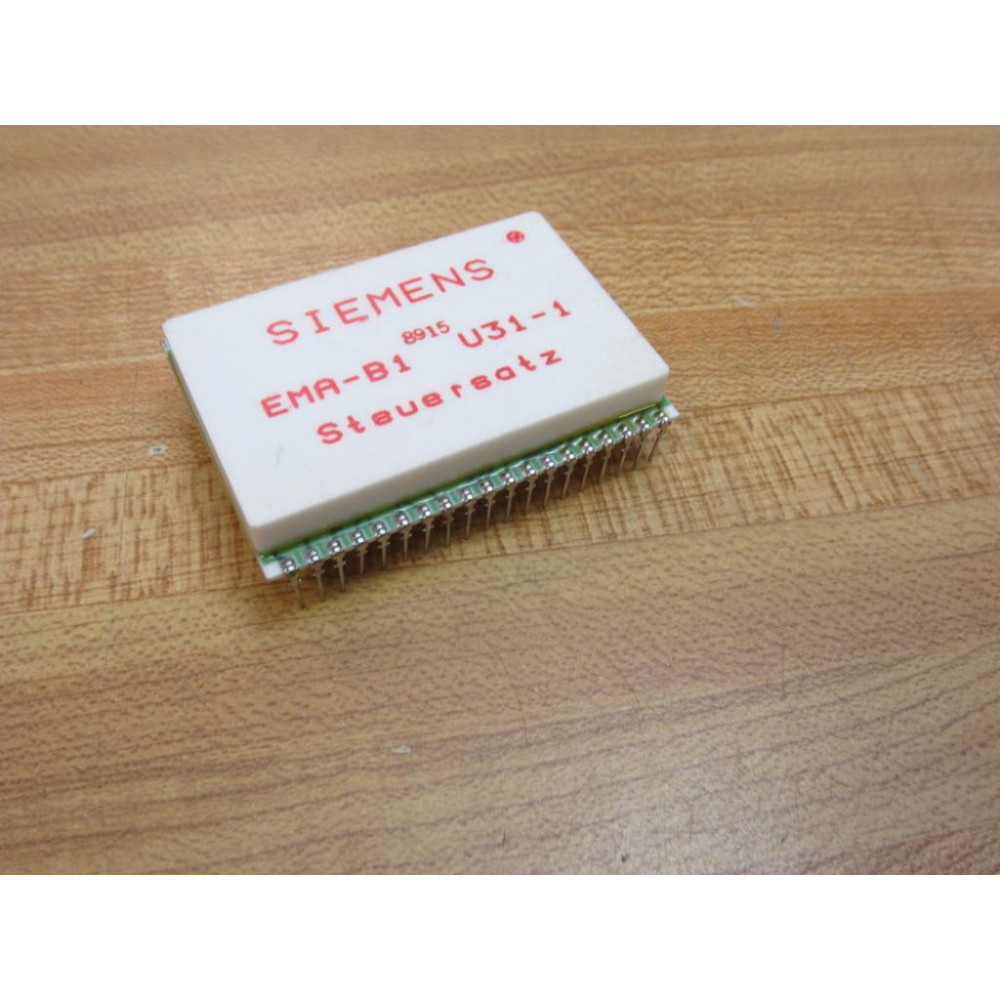 SIEMENS
8915
EMA-B1 U31-1
Steuersatz